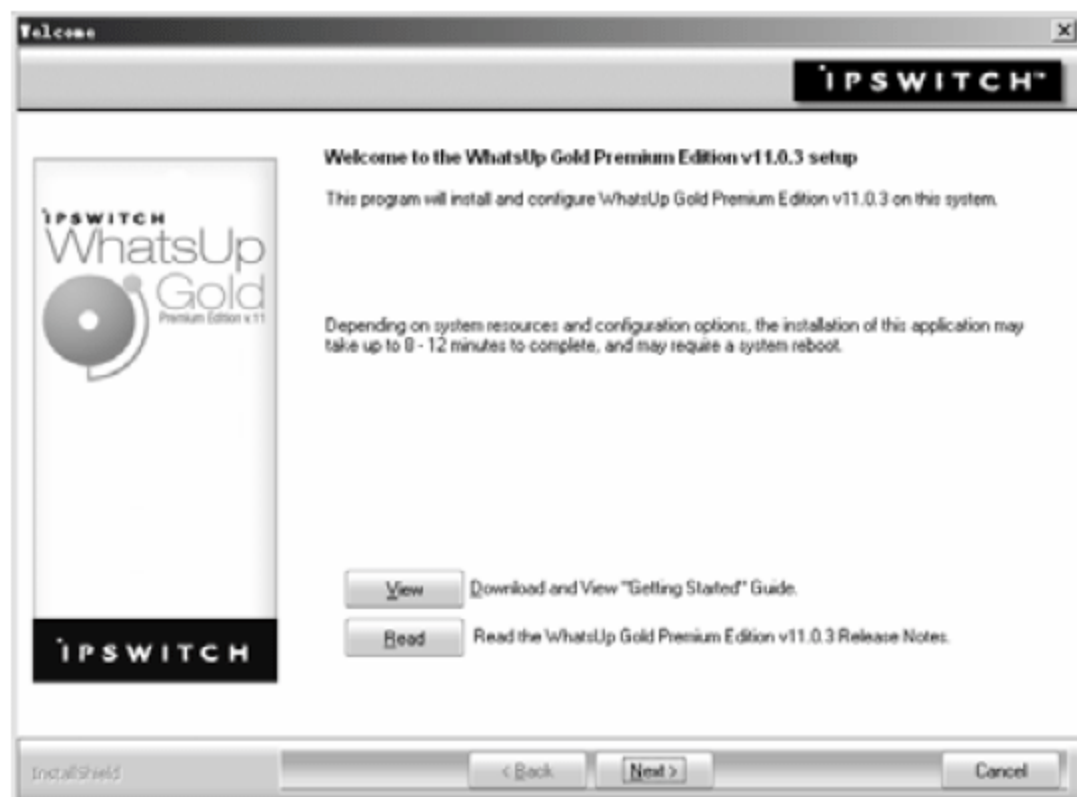 Welcome
IPSWITCH™
Welcome to the WhatsUp Gold Premium Edition v11.0.3 setup
This program will install and configure WhatsUp Gold Premium Edition v11.0.3 on this system.
IPSWITCH
WhatsUp
Gold
Premium Edition v.11
Depending on system resources and configuration options, the installation of this application may
take up to 8 - 12 minutes to complete, and may require a system reboot.
View
Download and View "Getting Started" Guide.
Read
Read the WhatsUp Gold Premium Edition v11.0.3 Release Notes.
IPSWITCH
InstallShield
< Back
Next >
Cancel